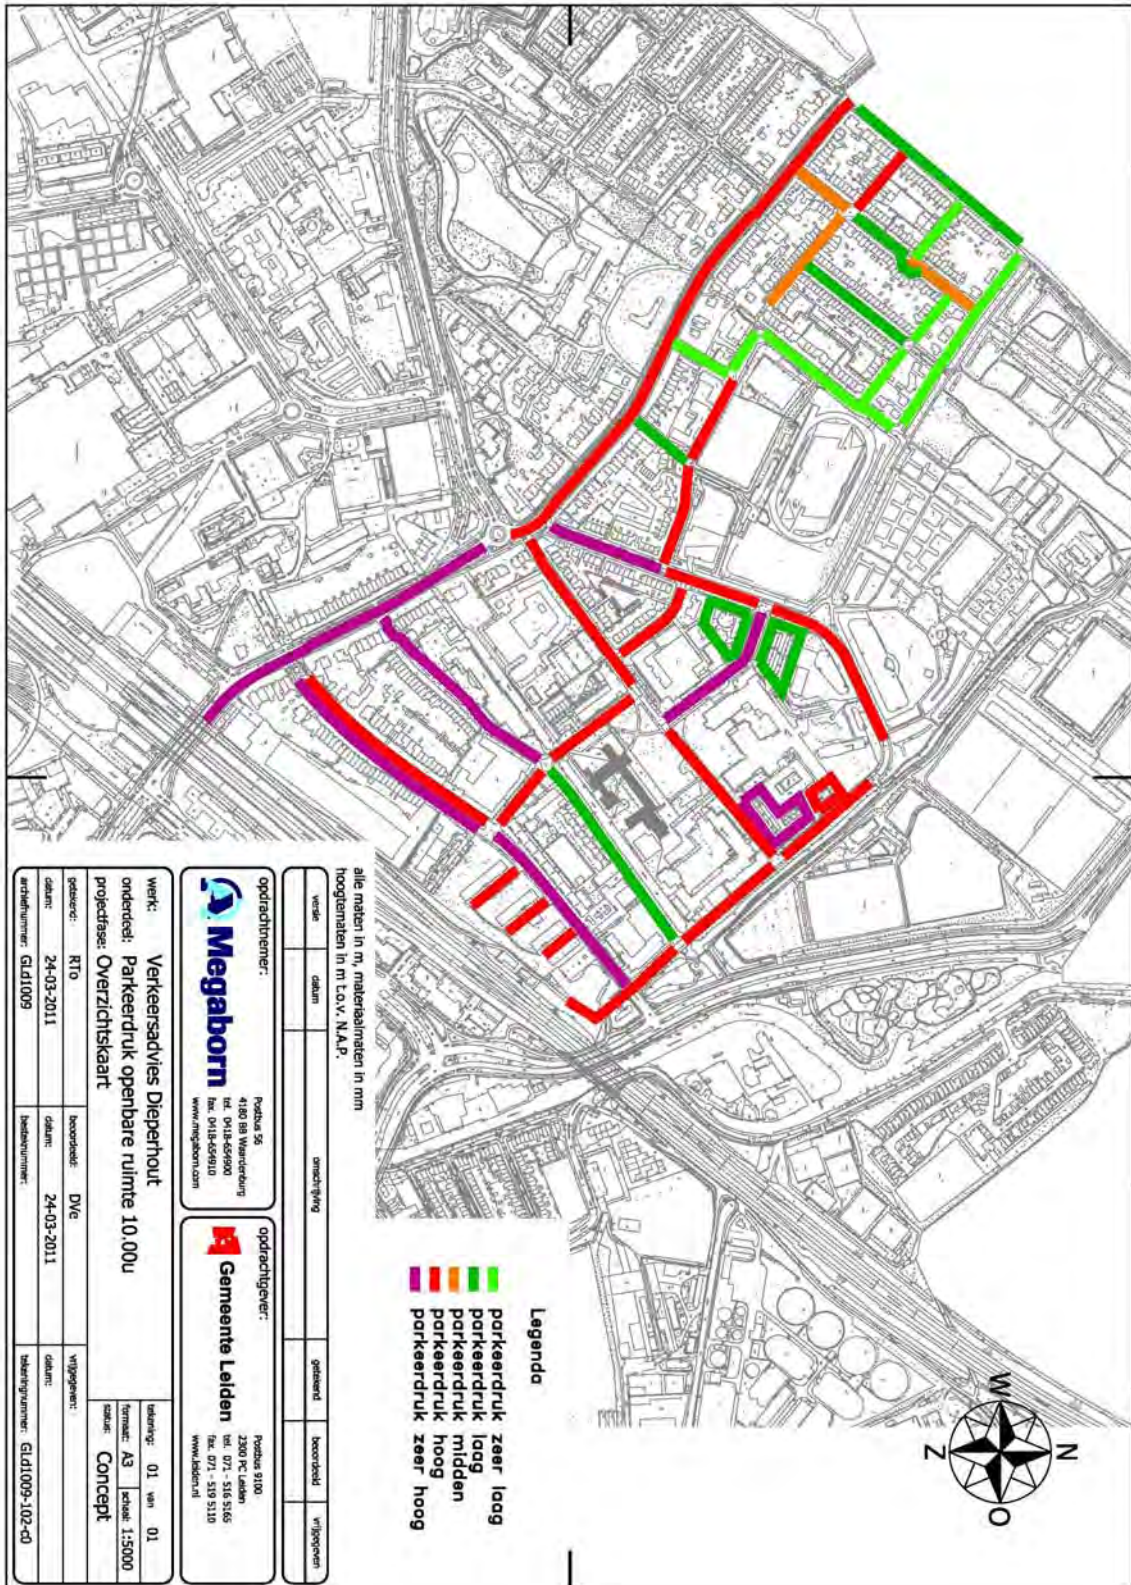 W
N
Z
O
Legenda
parkeerdruk zeer laag
parkeerdruk laag
parkeerdruk midden
parkeerdruk hoog
parkeerdruk zeer hoog
alle maten in m, materiaalmaten in mm
hoogtematen in m t.o.v. N.A.P.
versie datum omschrijving getekend beoordeeld vrijgegeven
opdrachtnemer:
Megaborn
Postbus 56
4180 BB Waardenburg
tel. 0418-654900
fax. 0418-654910
www.megaborn.com
opdrachtgever:
Gemeente Leiden
Postbus 9100
2300 PC Leiden
tel. 071 - 516 5165
fax. 071 - 519 5110
www.leiden.nl
werk: Verkeersadvies Dieperhout
onderdeel: Parkeerdruk openbare ruimte 10.00u
projectfase: Overzichtskaart
tekening: 01 van 01
formaat: A3 schaal: 1:5000
status: Concept
getekend: RTo beoordeeld: DVe vrijgegeven:
datum: 24-03-2011 datum: 24-03-2011 datum:
archiefnummer: GLd1009 besteknummer: tekeningnummer: GLd1009-102-c0